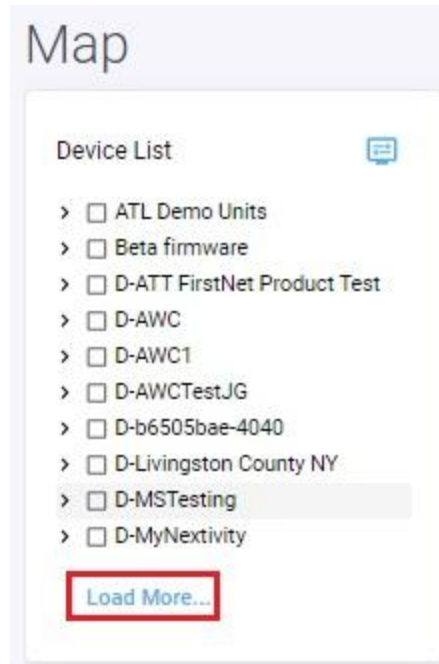 Map
Device List
ATL Demo Units
Beta firmware
D-ATT FirstNet Product Test
D-AWC
D-AWC1
D-AWCTestJG
D-b6505bae-4040
D-Livingston County NY
D-MSTesting
D-MyNextivity
Load More...